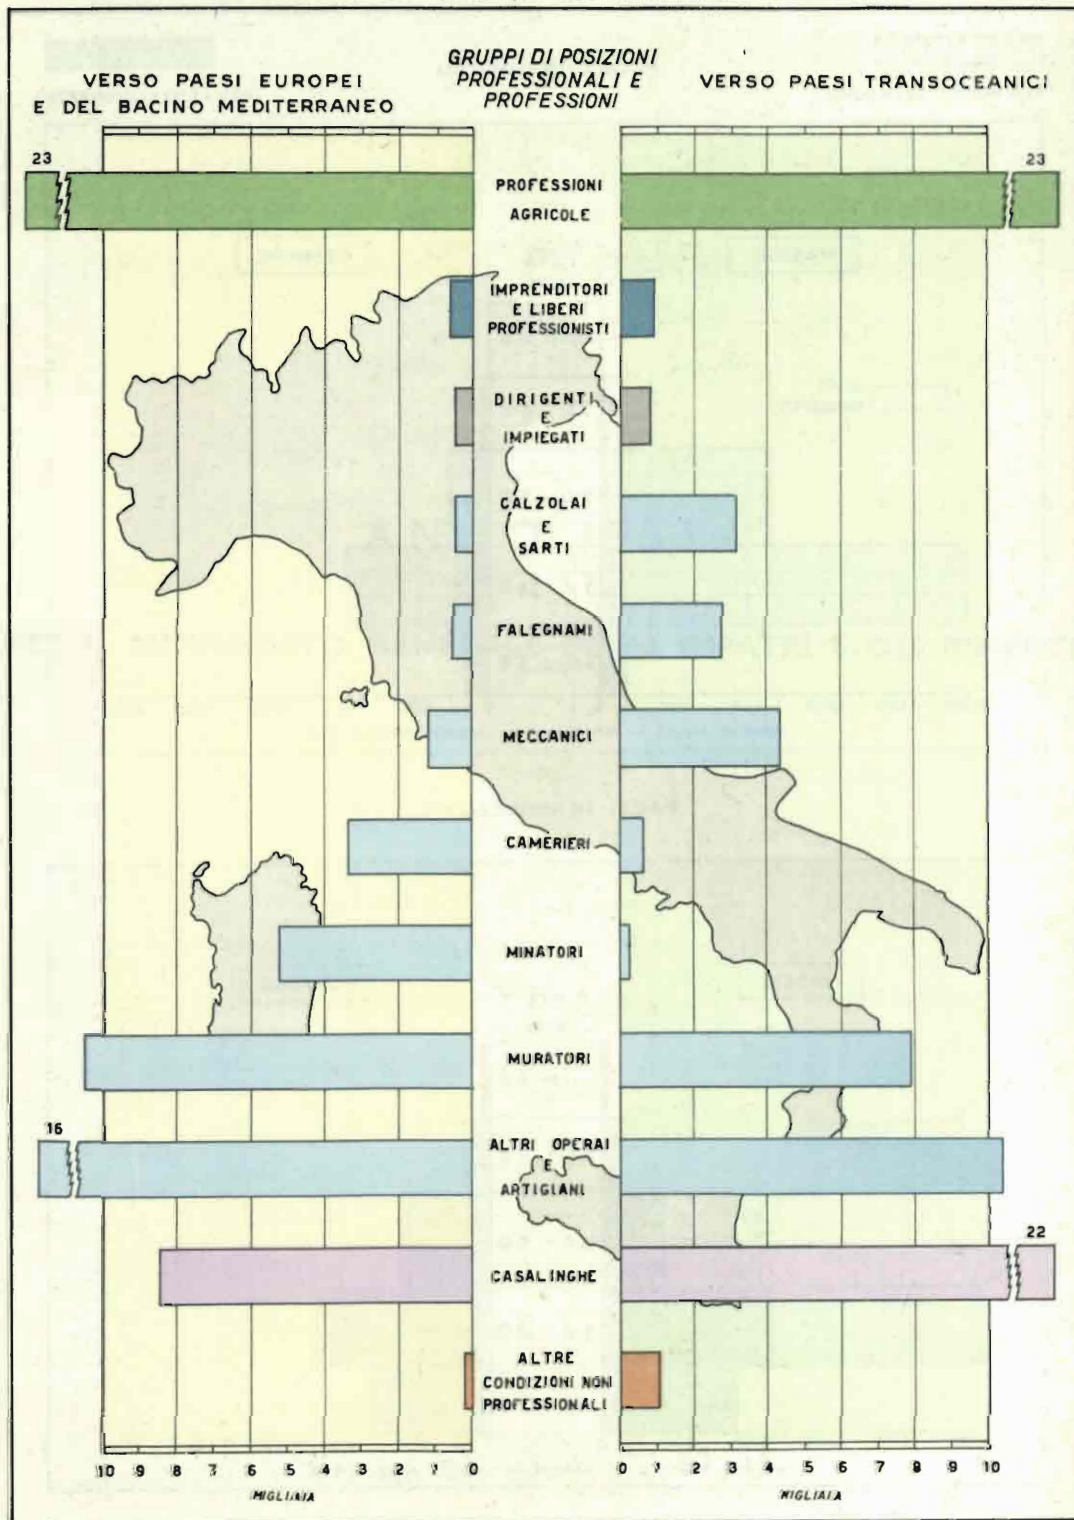 VERSO PAESI EUROPEI
E DEL BACINO MEDITERRANEO
GRUPPI DI POSIZIONI
PROFESSIONALI E
PROFESSIONI
VERSO PAESI TRANSOCEANICI
23
PROFESSIONI
AGRICOLE
23
IMPRENDITORI
E LIBERI
PROFESSIONISTI
DIRIGENTI
E
IMPIEGATI
CALZOLAI
E
SARTI
FALEGNAMI
MECCANICI
CAMERIERI
MINATORI
MURATORI
16
ALTRI OPERAI
E
ARTIGIANI
CASALINGHE
22
ALTRE
CONDIZIONI NON
PROFESSIONALI
10 9 8 7 6 5 4 3 2 1 0
MIGLIAIA
0 1 2 3 4 5 6 7 8 9 10
MIGLIAIA